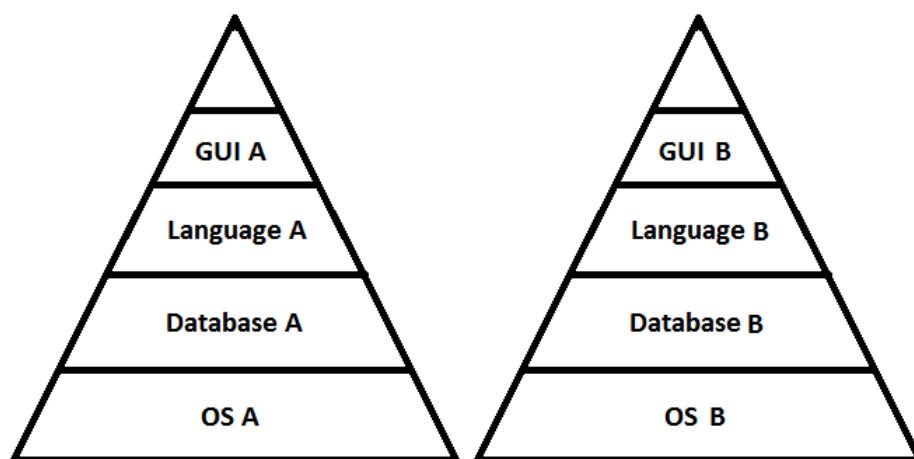 GUI A
Language A
Database A
OS A
GUI B
Language B
Database B
OS B